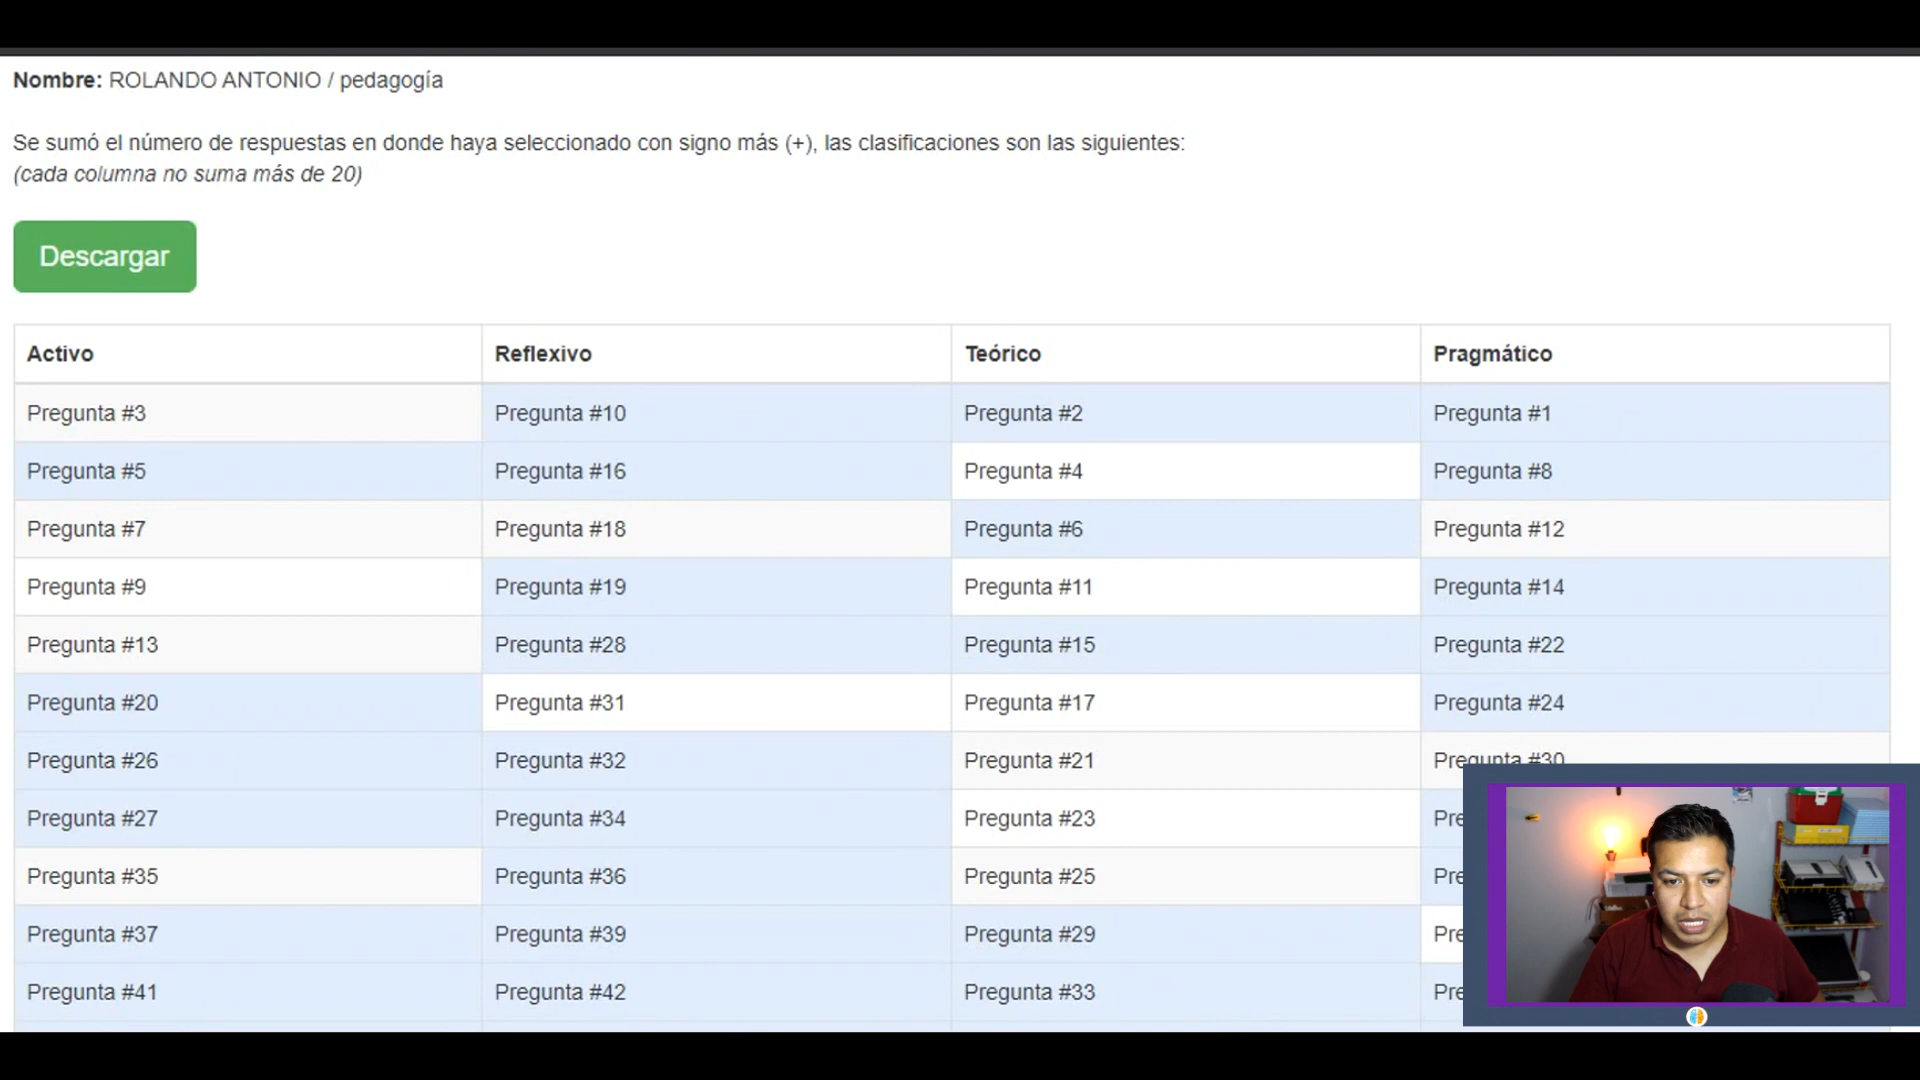 Nombre: ROLANDO ANTONIO / pedagogía
Se sumó el número de respuestas en donde haya seleccionado con signo más (+), las clasificaciones son las siguientes:
(cada columna no suma más de 20)
Descargar
Activo Reflexivo Teórico Pragmático
Pregunta #3 Pregunta #10 Pregunta #2 Pregunta #1
Pregunta #5 Pregunta #16 Pregunta #4 Pregunta #8
Pregunta #7 Pregunta #18 Pregunta #6 Pregunta #12
Pregunta #9 Pregunta #19 Pregunta #11 Pregunta #14
Pregunta #13 Pregunta #28 Pregunta #15 Pregunta #22
Pregunta #20 Pregunta #31 Pregunta #17 Pregunta #24
Pregunta #26 Pregunta #32 Pregunta #21 Pregunta #30
Pregunta #27 Pregunta #34 Pregunta #23 Pre
Pregunta #35 Pregunta #36 Pregunta #25 Pre
Pregunta #37 Pregunta #39 Pregunta #29 Pre
Pregunta #41 Pregunta #42 Pregunta #33 Pre